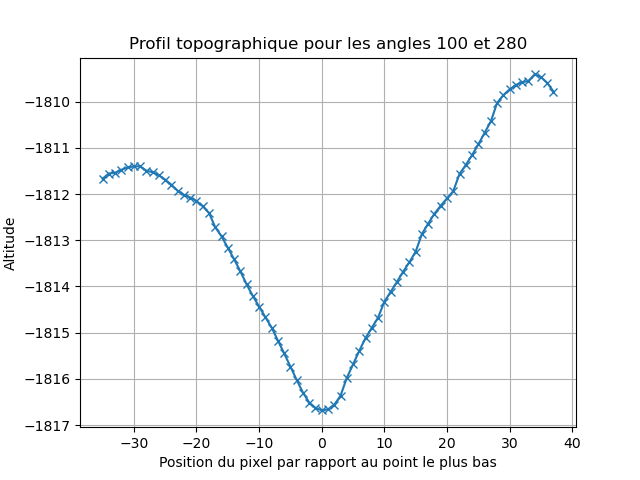 Profil topographique pour les angles 100 et 280
Altitude
−1810
−1811
−1812
−1813
−1814
−1815
−1816
−1817
−30 −20 −10 0 10 20 30 40
Position du pixel par rapport au point le plus bas